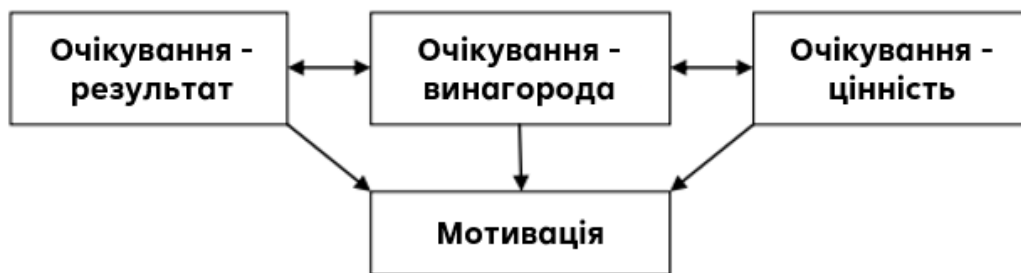 Очікування -
результат
Очікування -
винагорода
Очікування -
цінність
Мотивація